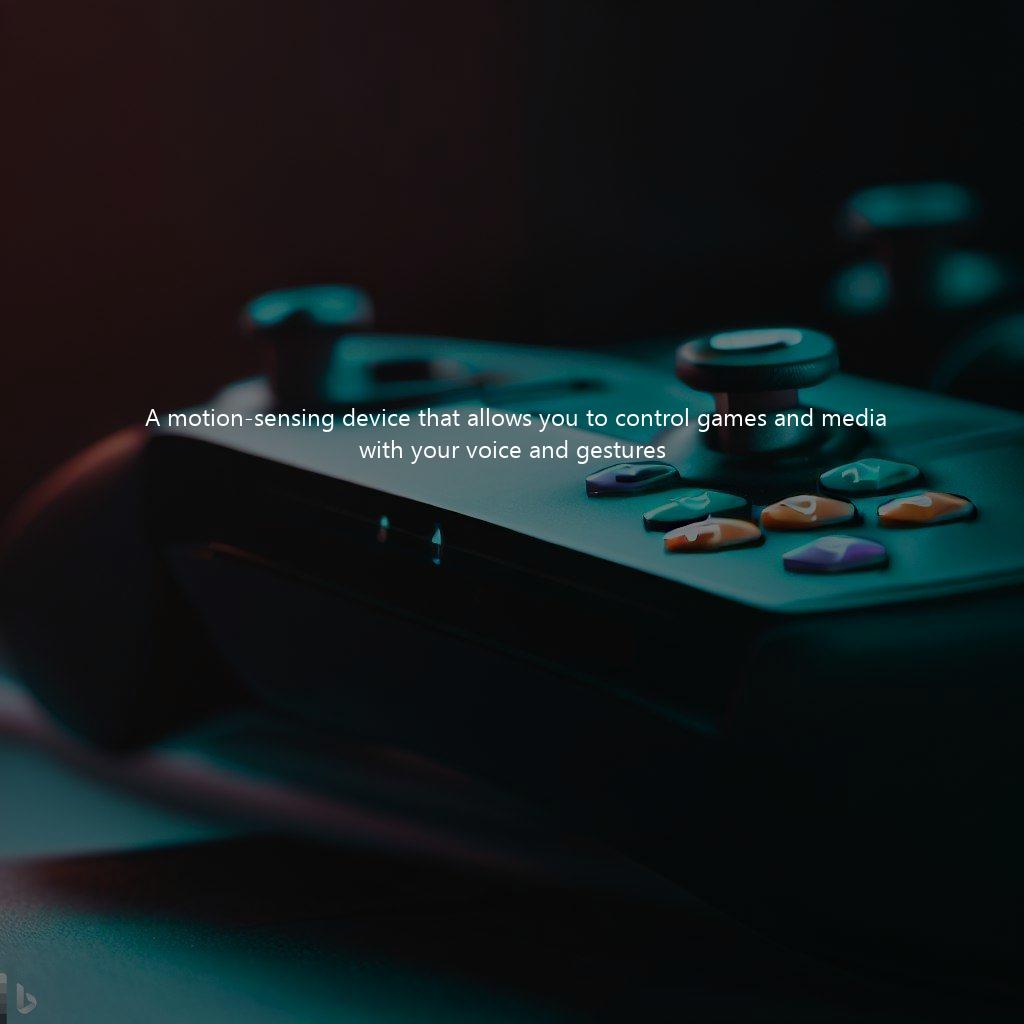 A motion-sensing device that allows you to control games and media
with your voice and gestures